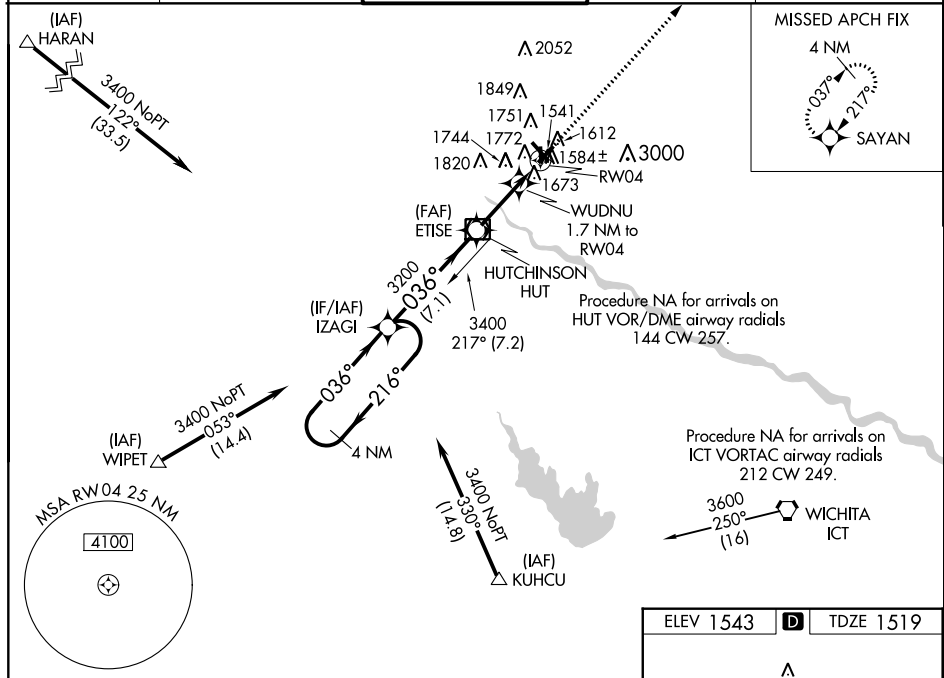 (IAF)
HARAN
3400 NoPT
122°
(33.5)
2052
1849
1751
1541
1744
1772
1612
1820
1584±
3000
RW04
1673
(FAF)
ETISE
WUDNU
1.7 NM to
RW04
HUTCHINSON
HUT
3200
036°
(7.1)
(IF/IAF)
IZAGI
3400
217° (7.2)
Procedure NA for arrivals on
HUT VOR/DME airway radials
144 CW 257.
036°
216°
4 NM
3400 NoPT
053°
(14.4)
(IAF)
WIPET
3400 NoPT
330°
(14.8)
(IAF)
KUHCU
Procedure NA for arrivals on
ICT VORTAC airway radials
212 CW 249.
3600
250°
(16)
WICHITA
ICT
MSA RW04 25 NM
4100
MISSED APCH FIX
4 NM
037°
217°
SAYAN
ELEV 1543 D TDZE 1519